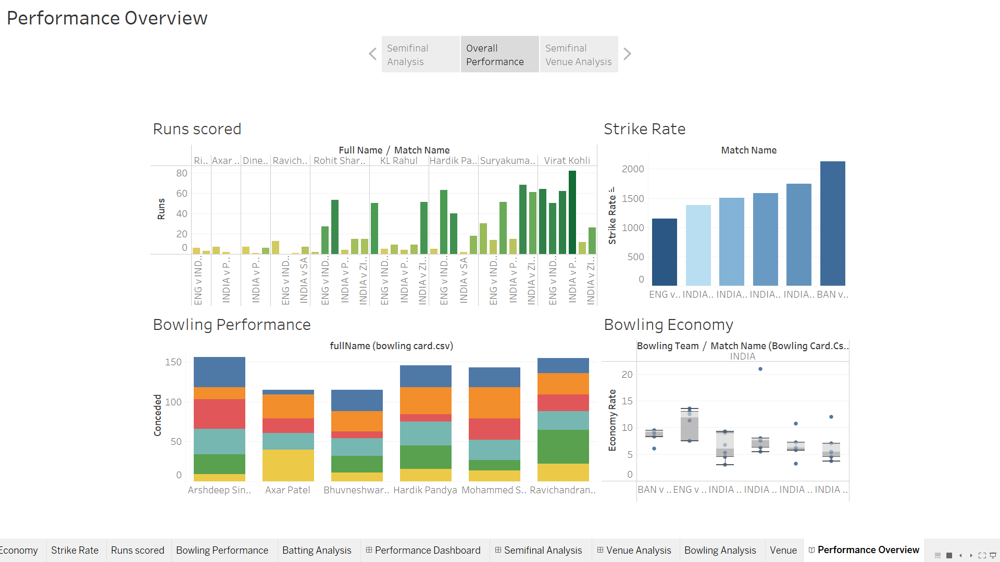 Performance Overview
Semifinal
Analysis
Overall
Performance
Semifinal
Venue Analysis
Runs scored
Full Name / Match Name
Ri.. Axar .. Dine.. Ravich.. Rohit Shar.. KL Rahul Hardik Pa.. Suryakuma.. Virat Kohli
Runs
80
60
40
20
0
ENG v IND.. INDIA v P.. INDIA v P.. ENG v IND.. INDIA v SA ENG v IND.. INDIA v P.. INDIA v ZI.. ENG v IND.. INDIA v P.. INDIA v ZI.. ENG v IND.. INDIA v SA ENG v IND.. INDIA v P.. INDIA v ZI.. ENG v IND.. INDIA v P.. INDIA v ZI..
Strike Rate
Match Name
Strike Rate
2000
1500
1000
500
0
ENG v.. INDIA.. INDIA.. INDIA.. INDIA.. BAN v..
Bowling Performance
fullName (bowling card.csv)
Conceded
150
100
50
0
Arshdeep Sin.. Axar Patel Bhuvneshwar.. Hardik Pandya Mohammed S.. Ravichandran..
Bowling Economy
Bowling Team / Match Name (Bowling Card.Cs..
INDIA
Economy Rate
20
15
10
5
0
BAN v .. ENG v .. INDIA .. INDIA .. INDIA .. INDIA ..
Economy Strike Rate Runs scored Bowling Performance Batting Analysis Performance Dashboard Semifinal Analysis Venue Analysis Bowling Analysis Venue Performance Overview